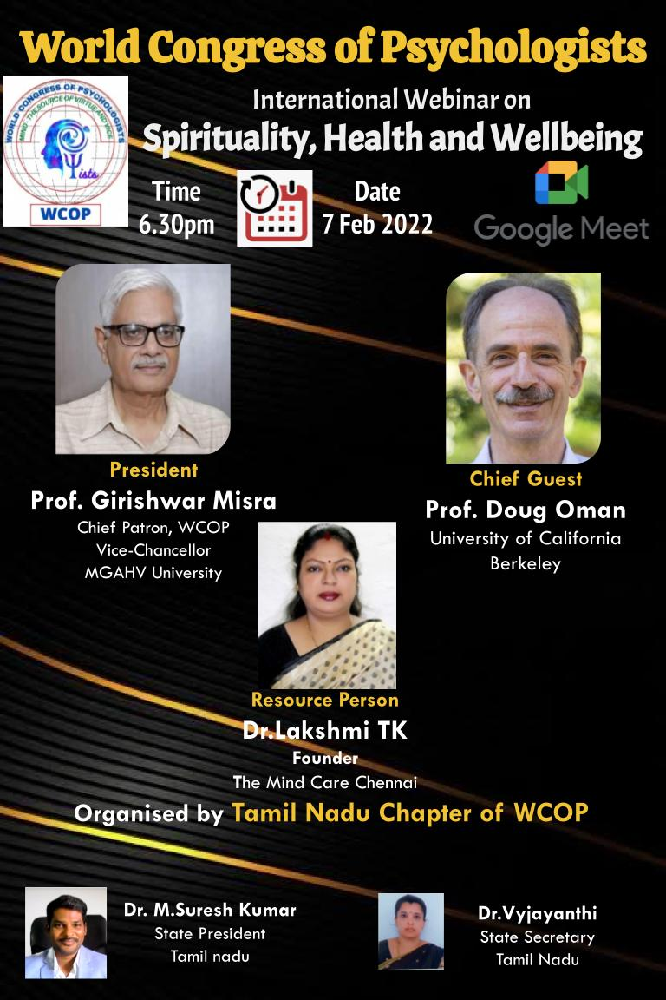 World Congress of Psychologists
WORLD CONGRESS OF PSYCHOLOGISTS
MIND: THE SOURCE OF VIRTUE AND VICE
Ψists
WCOP
International Webinar on
Spirituality, Health and Wellbeing
Time
6.30pm
Date
7 Feb 2022
Google Meet
President
Prof. Girishwar Misra
Chief Patron, WCOP
Vice-Chancellor
MGAHV University
Chief Guest
Prof. Doug Oman
University of California
Berkeley
Resource Person
Dr.Lakshmi TK
Founder
The Mind Care Chennai
Organised by Tamil Nadu Chapter of WCOP
Dr. M.Suresh Kumar
State President
Tamil nadu
Dr.Vyjayanthi
State Secretary
Tamil Nadu